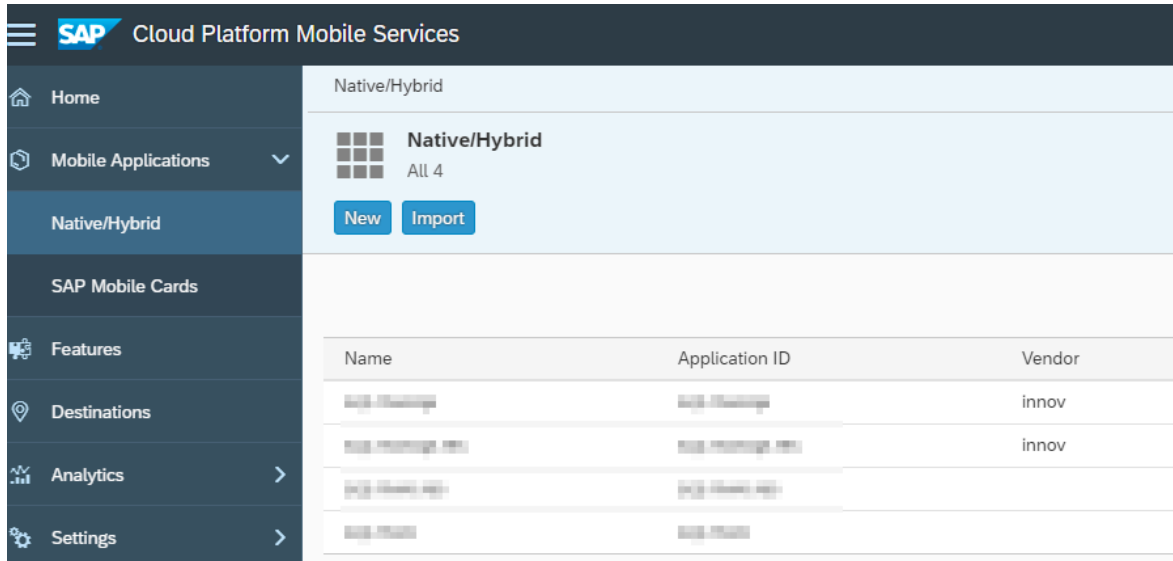 SAP Cloud Platform Mobile Services
Home
Mobile Applications
Native/Hybrid
SAP Mobile Cards
Features
Destinations
Analytics
Settings
Native/Hybrid
Native/Hybrid
All 4
New Import
Name Application ID Vendor
innov
innov